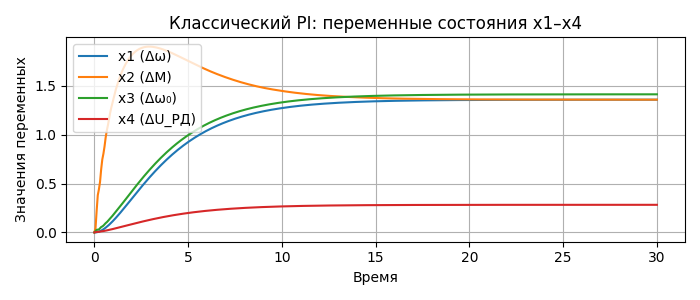 Классический PI: переменные состояния x1–x4
Значения переменных
1.5
1.0
0.5
0.0
x1 (Δω)
x2 (ΔM)
x3 (Δω₀)
x4 (ΔU_РД)
0 5 10 15 20 25 30
Время